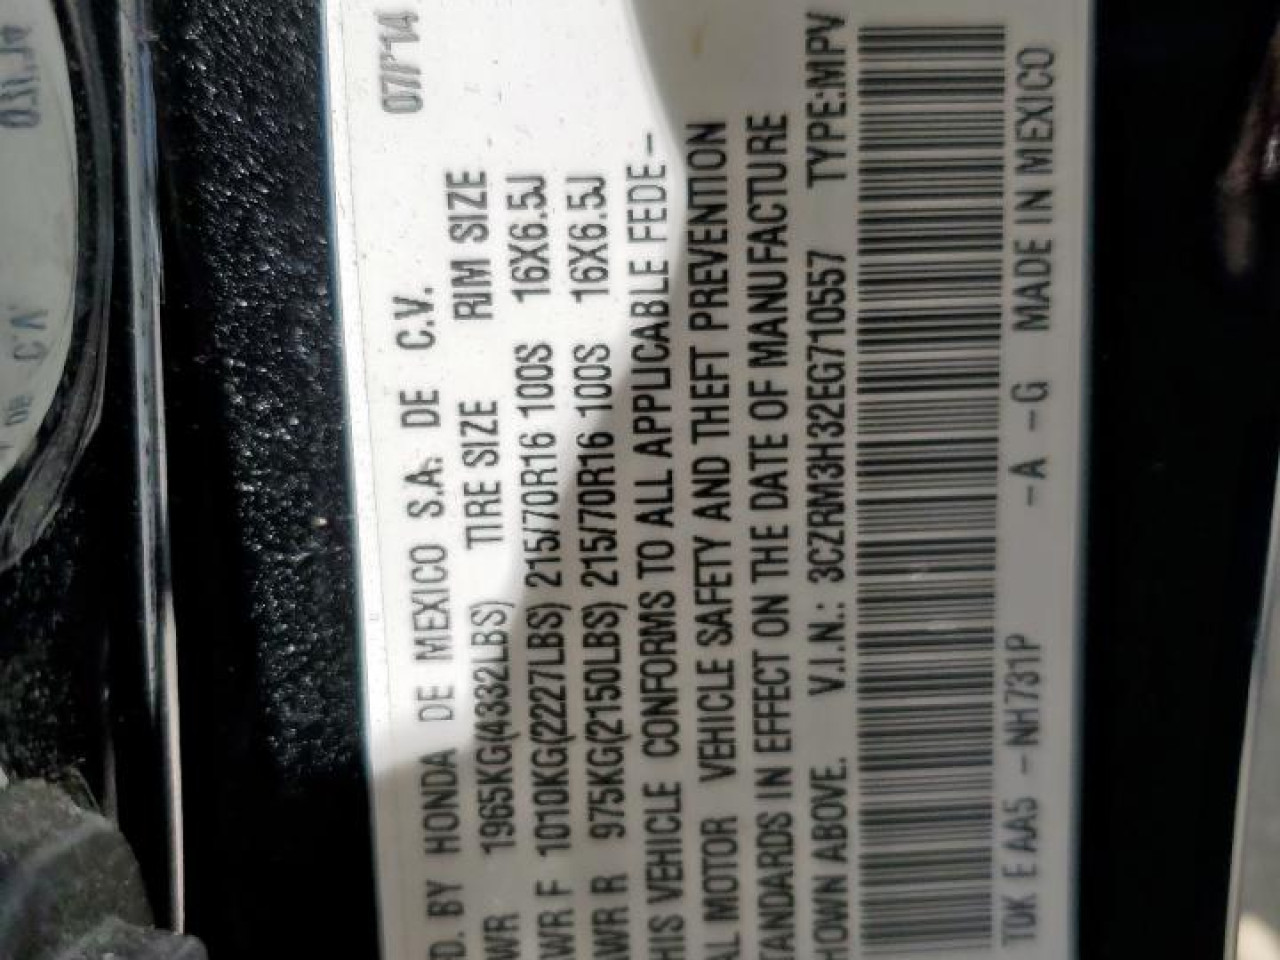 D. BY HONDA DE MEXICO S.A. DE C.V. 07/14
WR 1965KG(4332LBS) TIRE SIZE RIM SIZE
WR F 1010KG(2227LBS) 215/70R16 100S 16X6.5J
AWR R 975KG(2150LBS) 215/70R16 100S 16X6.5J
HIS VEHICLE CONFORMS TO ALL APPLICABLE FEDE-
AL MOTOR VEHICLE SAFETY AND THEFT PREVENTION
TANDARDS IN EFFECT ON THE DATE OF MANUFACTURE
HOWN ABOVE. V.I.N.: 3CZRM3H32EG710557 TYPE:MPV
TDK E AA5 -NH731P -A -G MADE IN MEXICO